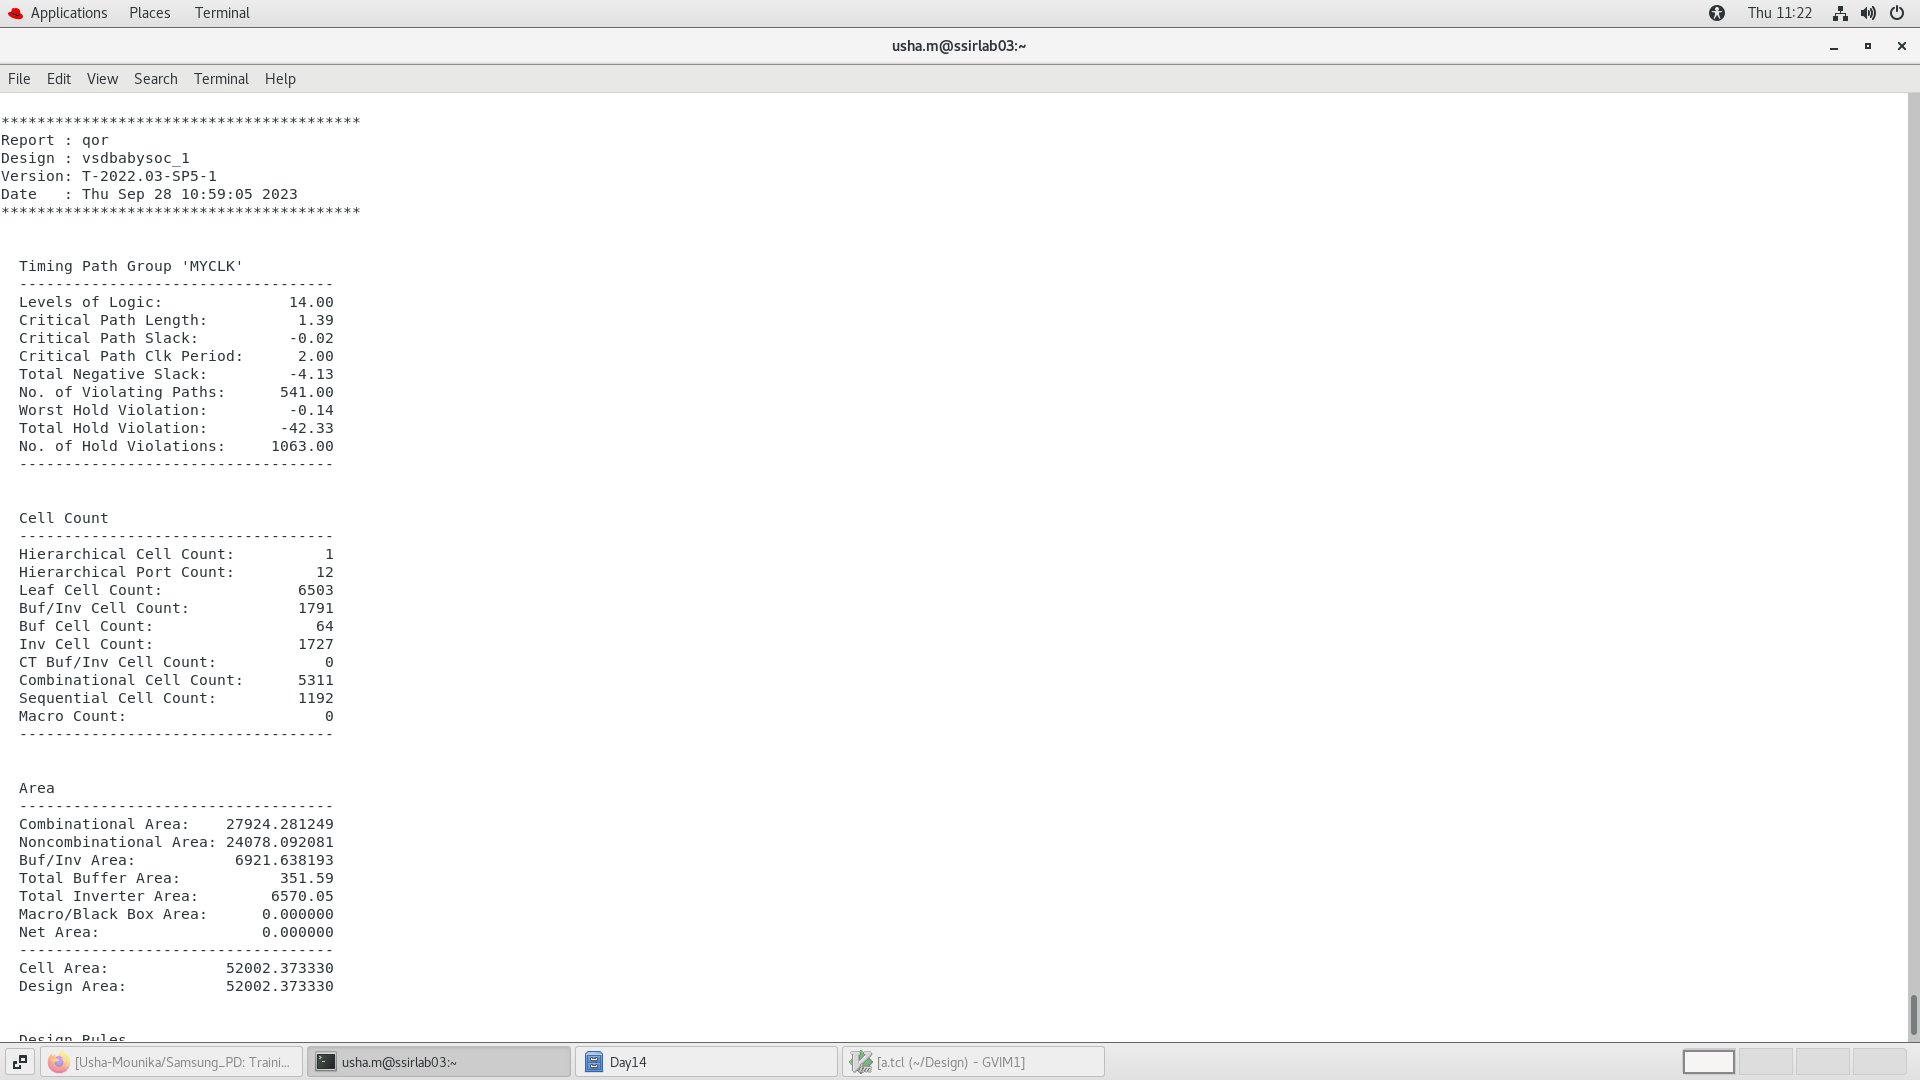 Applications Places Terminal Thu 11:22
usha.m@ssirlab03:~
File Edit View Search Terminal Help
****************************************
Report : qor
Design : vsdbabysoc_1
Version: T-2022.03-SP5-1
Date   : Thu Sep 28 10:59:05 2023
****************************************
Timing Path Group 'MYCLK'
-----------------------------------
Levels of Logic:              14.00
Critical Path Length:          1.39
Critical Path Slack:          -0.02
Critical Path Clk Period:      2.00
Total Negative Slack:         -4.13
No. of Violating Paths:      541.00
Worst Hold Violation:         -0.14
Total Hold Violation:        -42.33
No. of Hold Violations:     1063.00
-----------------------------------
Cell Count
-----------------------------------
Hierarchical Cell Count:          1
Hierarchical Port Count:         12
Leaf Cell Count:               6503
Buf/Inv Cell Count:            1791
Buf Cell Count:                  64
Inv Cell Count:                1727
CT Buf/Inv Cell Count:            0
Combinational Cell Count:      5311
Sequential Cell Count:         1192
Macro Count:                      0
-----------------------------------
Area
-----------------------------------
Combinational Area:    27924.281249
Noncombinational Area: 24078.092081
Buf/Inv Area:           6921.638193
Total Buffer Area:           351.59
Total Inverter Area:        6570.05
Macro/Black Box Area:      0.000000
Net Area:                  0.000000
-----------------------------------
Cell Area:             52002.373330
Design Area:           52002.373330
Design Rules
[Usha-Mounika/Samsung_PD: Traini... usha.m@ssirlab03:~ Day14 [a.tcl (~/Design) - GVIM1]